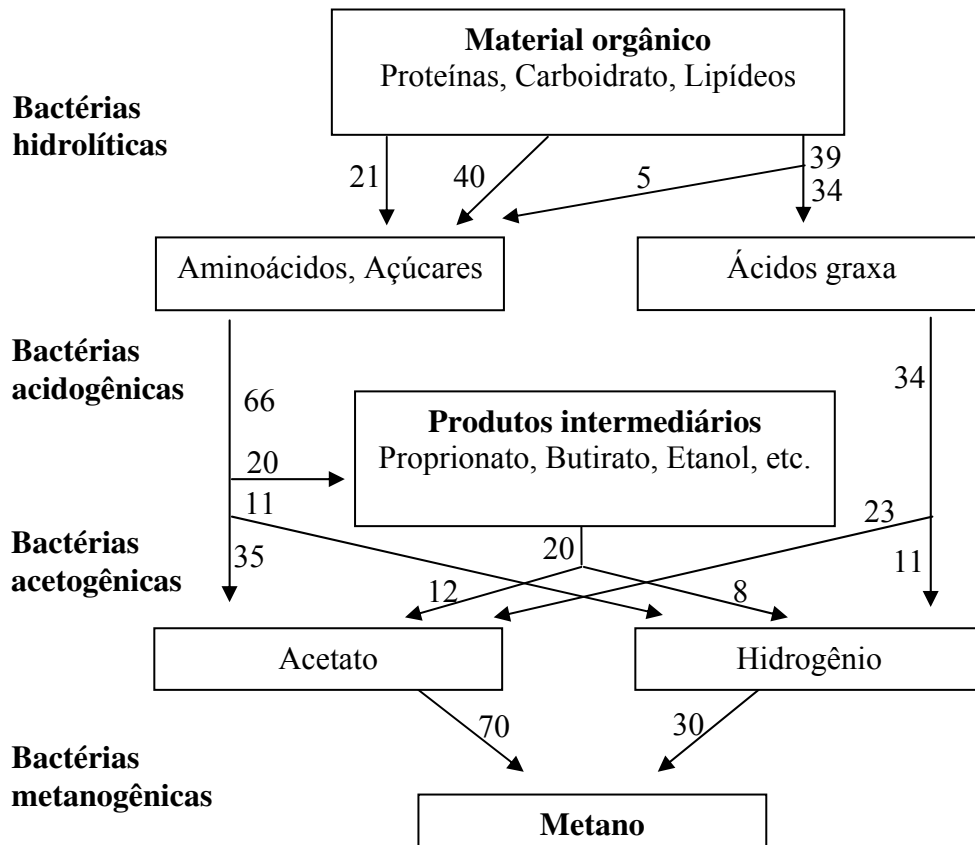 Material orgânico
Proteínas, Carboidrato, Lipídeos
Bactérias
hidrolíticas
21
40
5
39
34
Aminoácidos, Açúcares
Ácidos graxa
Bactérias
acidogênicas
66
34
Produtos intermediários
Proprionato, Butirato, Etanol, etc.
20
11
23
Bactérias
acetogênicas
35
20
11
12
8
Acetato
Hidrogênio
70
30
Bactérias
metanogênicas
Metano